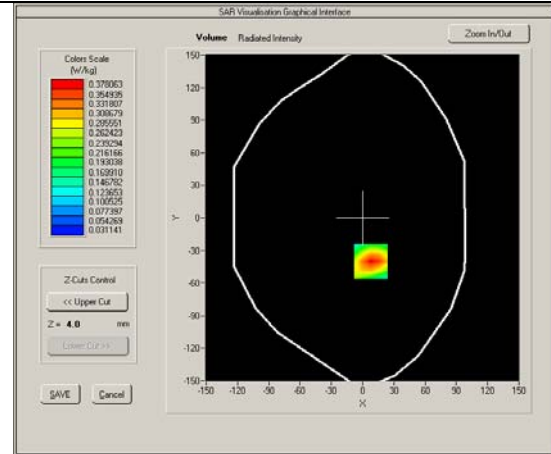 SAR Visualisation Graphical Interface
Volume Radiated Intensity
Zoom In/Out
Colors Scale
(W/kg)
0.378063
0.354935
0.331807
0.308679
0.285551
0.262423
0.239294
0.216166
0.193038
0.169910
0.146782
0.123653
0.100525
0.077397
0.054269
0.031141
Z-Cuts Control
<< Upper Cut
Z = 4.0 mm
Lower Cut >>
SAVE Cancel
150-
120-
90-
60-
30-
Y 0-
-30-
-60-
-90-
-120-
-150-
-150 -120 -90 -60 -30 0 30 60 90 120 150
X